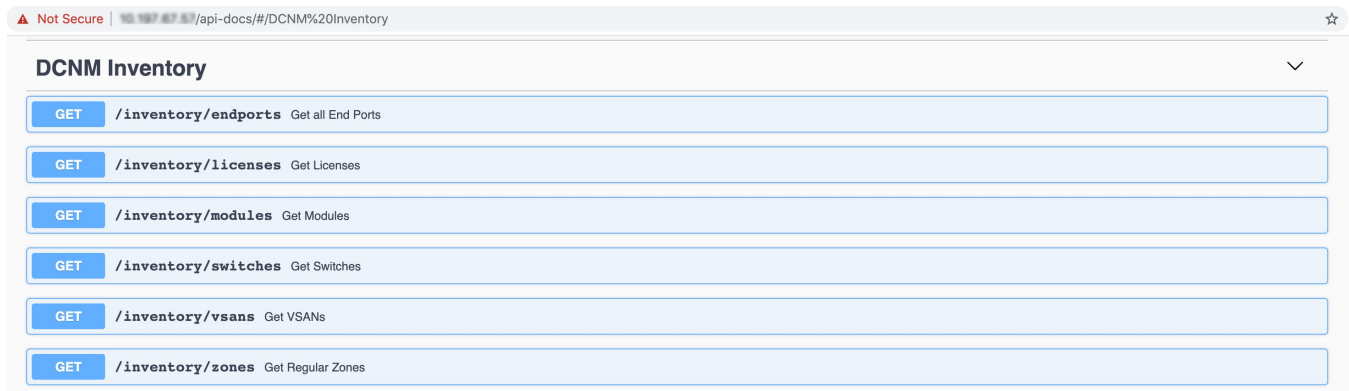 Not Secure /api-docs/#/DCNM%20Inventory
DCNM Inventory
GET /inventory/endports Get all End Ports
GET /inventory/licenses Get Licenses
GET /inventory/modules Get Modules
GET /inventory/switches Get Switches
GET /inventory/vsans Get VSANs
GET /inventory/zones Get Regular Zones